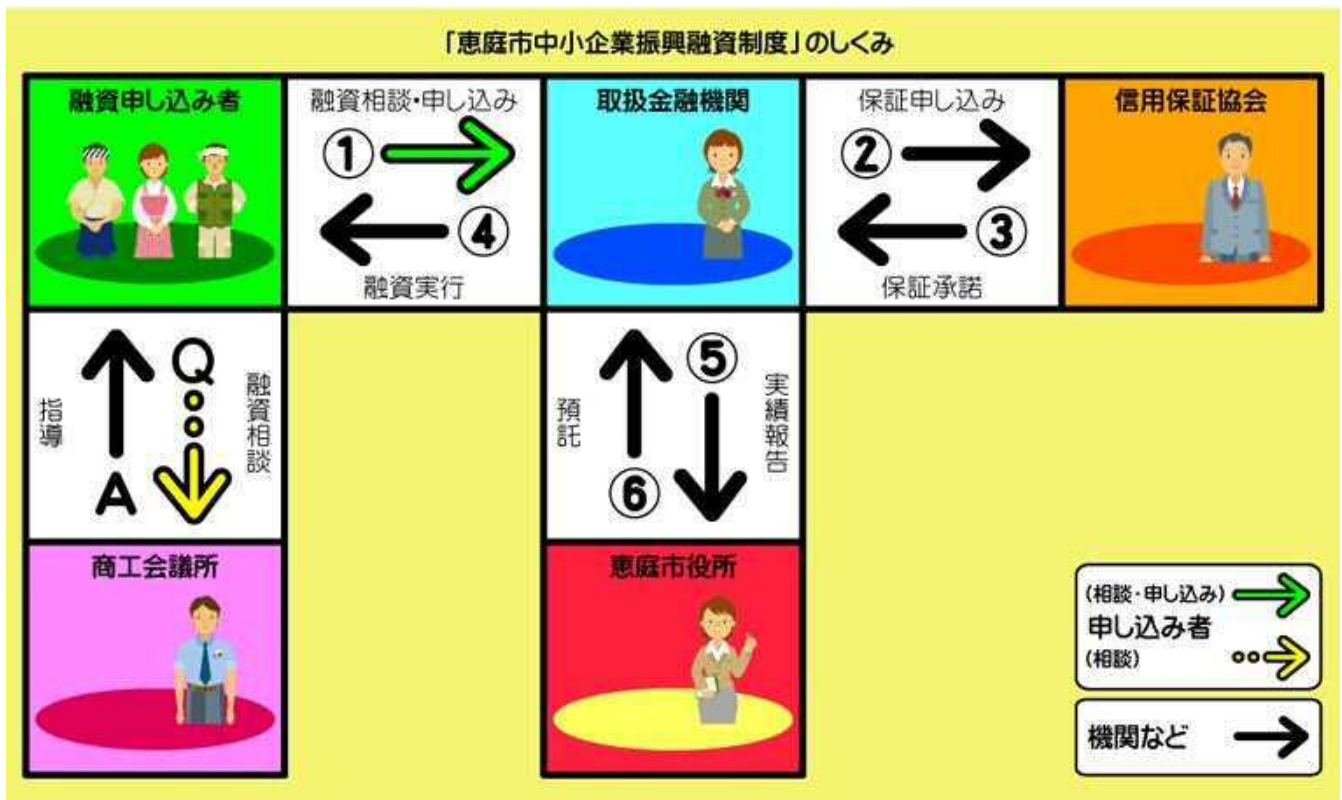 「恵庭市中小企業振興融資制度」のしくみ
融資申し込み者
融資相談・申し込み
①
④
融資実行
取扱金融機関
保証申し込み
②
③
保証承諾
信用保証協会
指導
A
Q
融資相談
預託
⑥
⑤
実績報告
商工会議所
恵庭市役所
(相談・申し込み)
申し込み者
(相談)
機関など